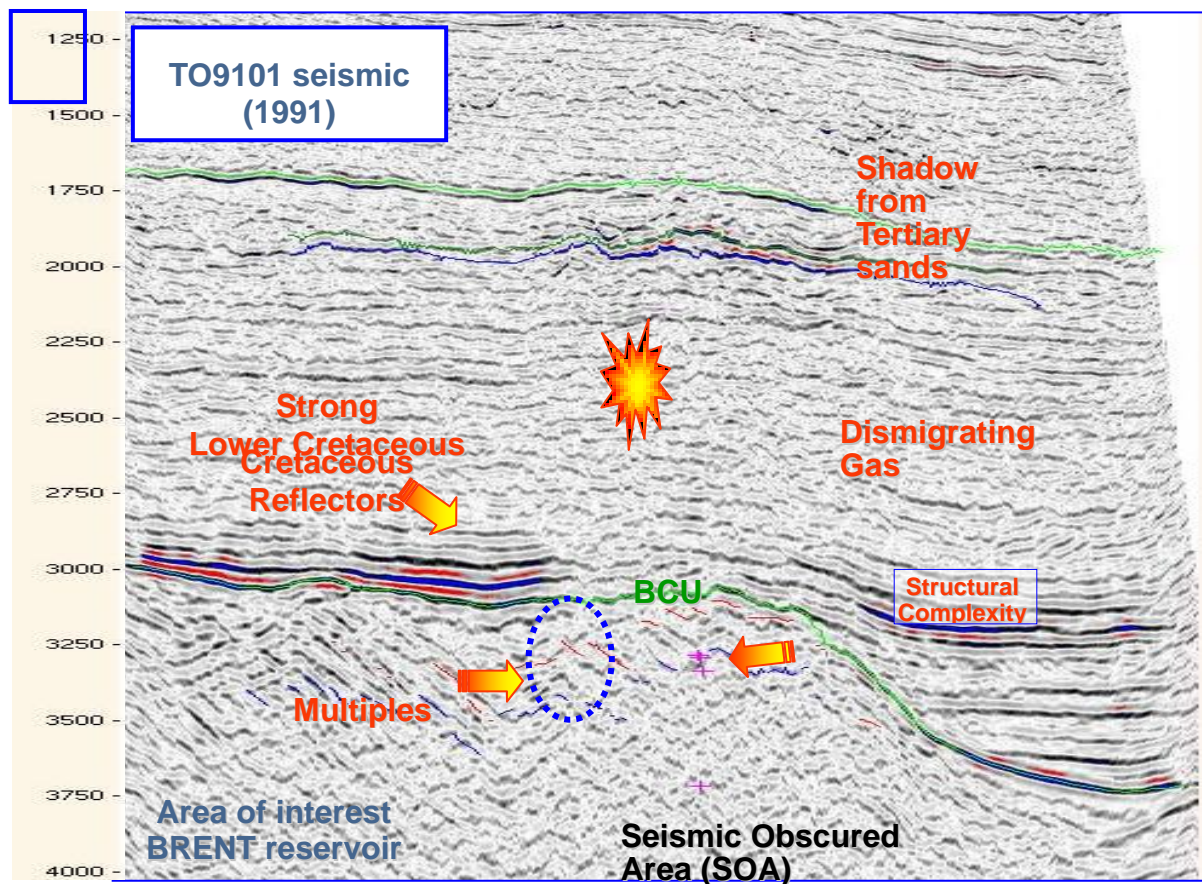 1250 -
TO9101 seismic
(1991)
1500 -
1750 -
Shadow
from
Tertiary
sands
2000 -
2250 -
2500 -
Strong
Lower Cretaceous
Cretaceous
Reflectors
Dismigrating
Gas
2750 -
3000 -
BCU
Structural
Complexity
3250 -
Multiples
3500 -
3750 -
Area of interest
BRENT reservoir
Seismic Obscured
Area (SOA)
4000 -